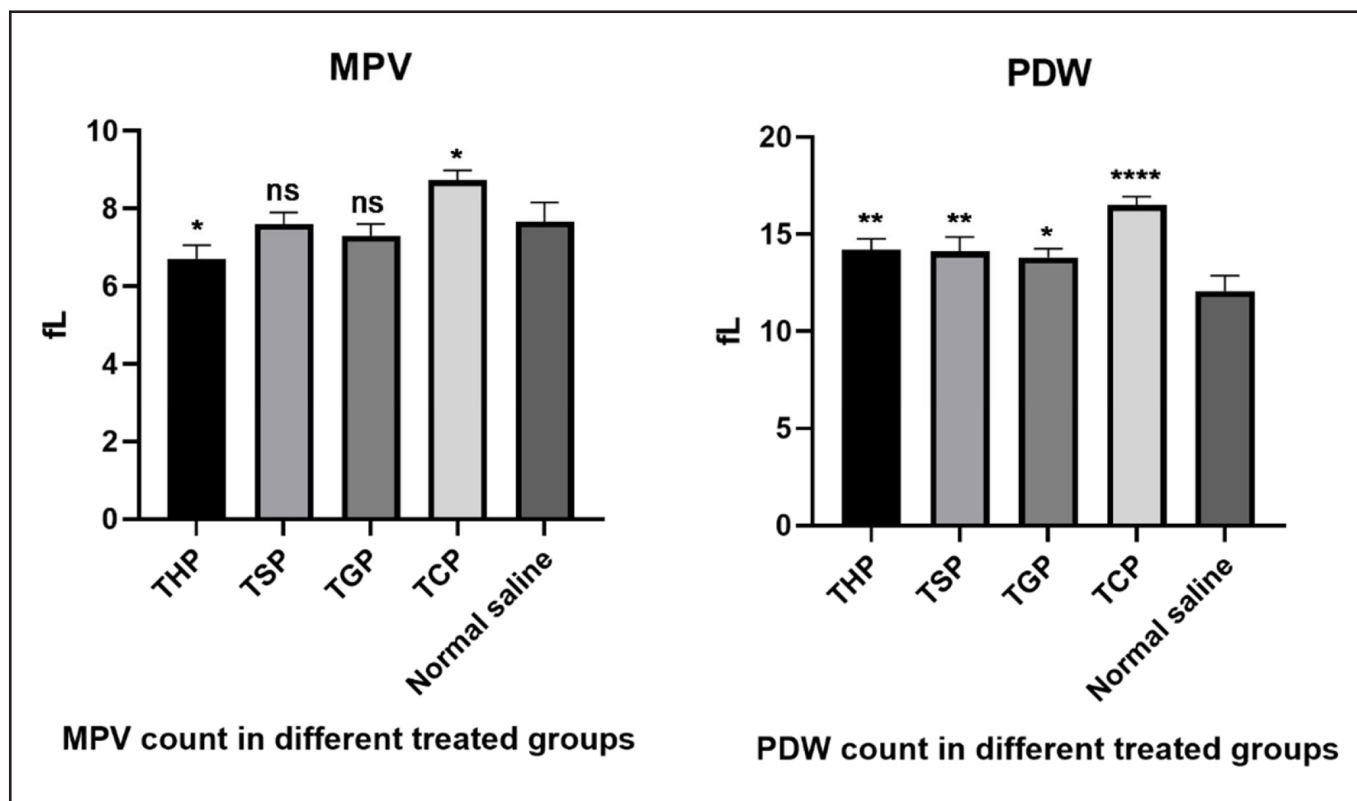 MPV
10
8
6
4
2
0
fL
*
ns
ns
*
THP
TSP
TGP
TCP
Normal saline
MPV count in different treated groups
PDW
20
15
10
5
0
fL
**
**
*
****
THP
TSP
TGP
TCP
Normal saline
PDW count in different treated groups